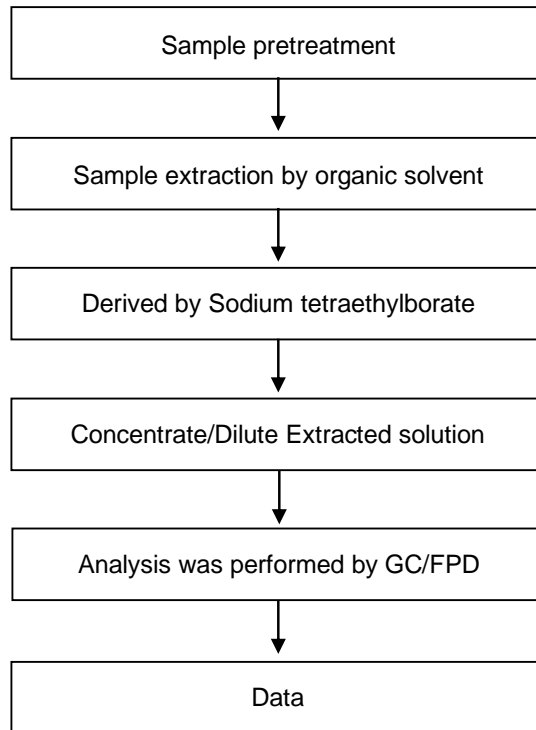 Sample pretreatment
Sample extraction by organic solvent
Derived by Sodium tetraethylborate
Concentrate/Dilute Extracted solution
Analysis was performed by GC/FPD
Data